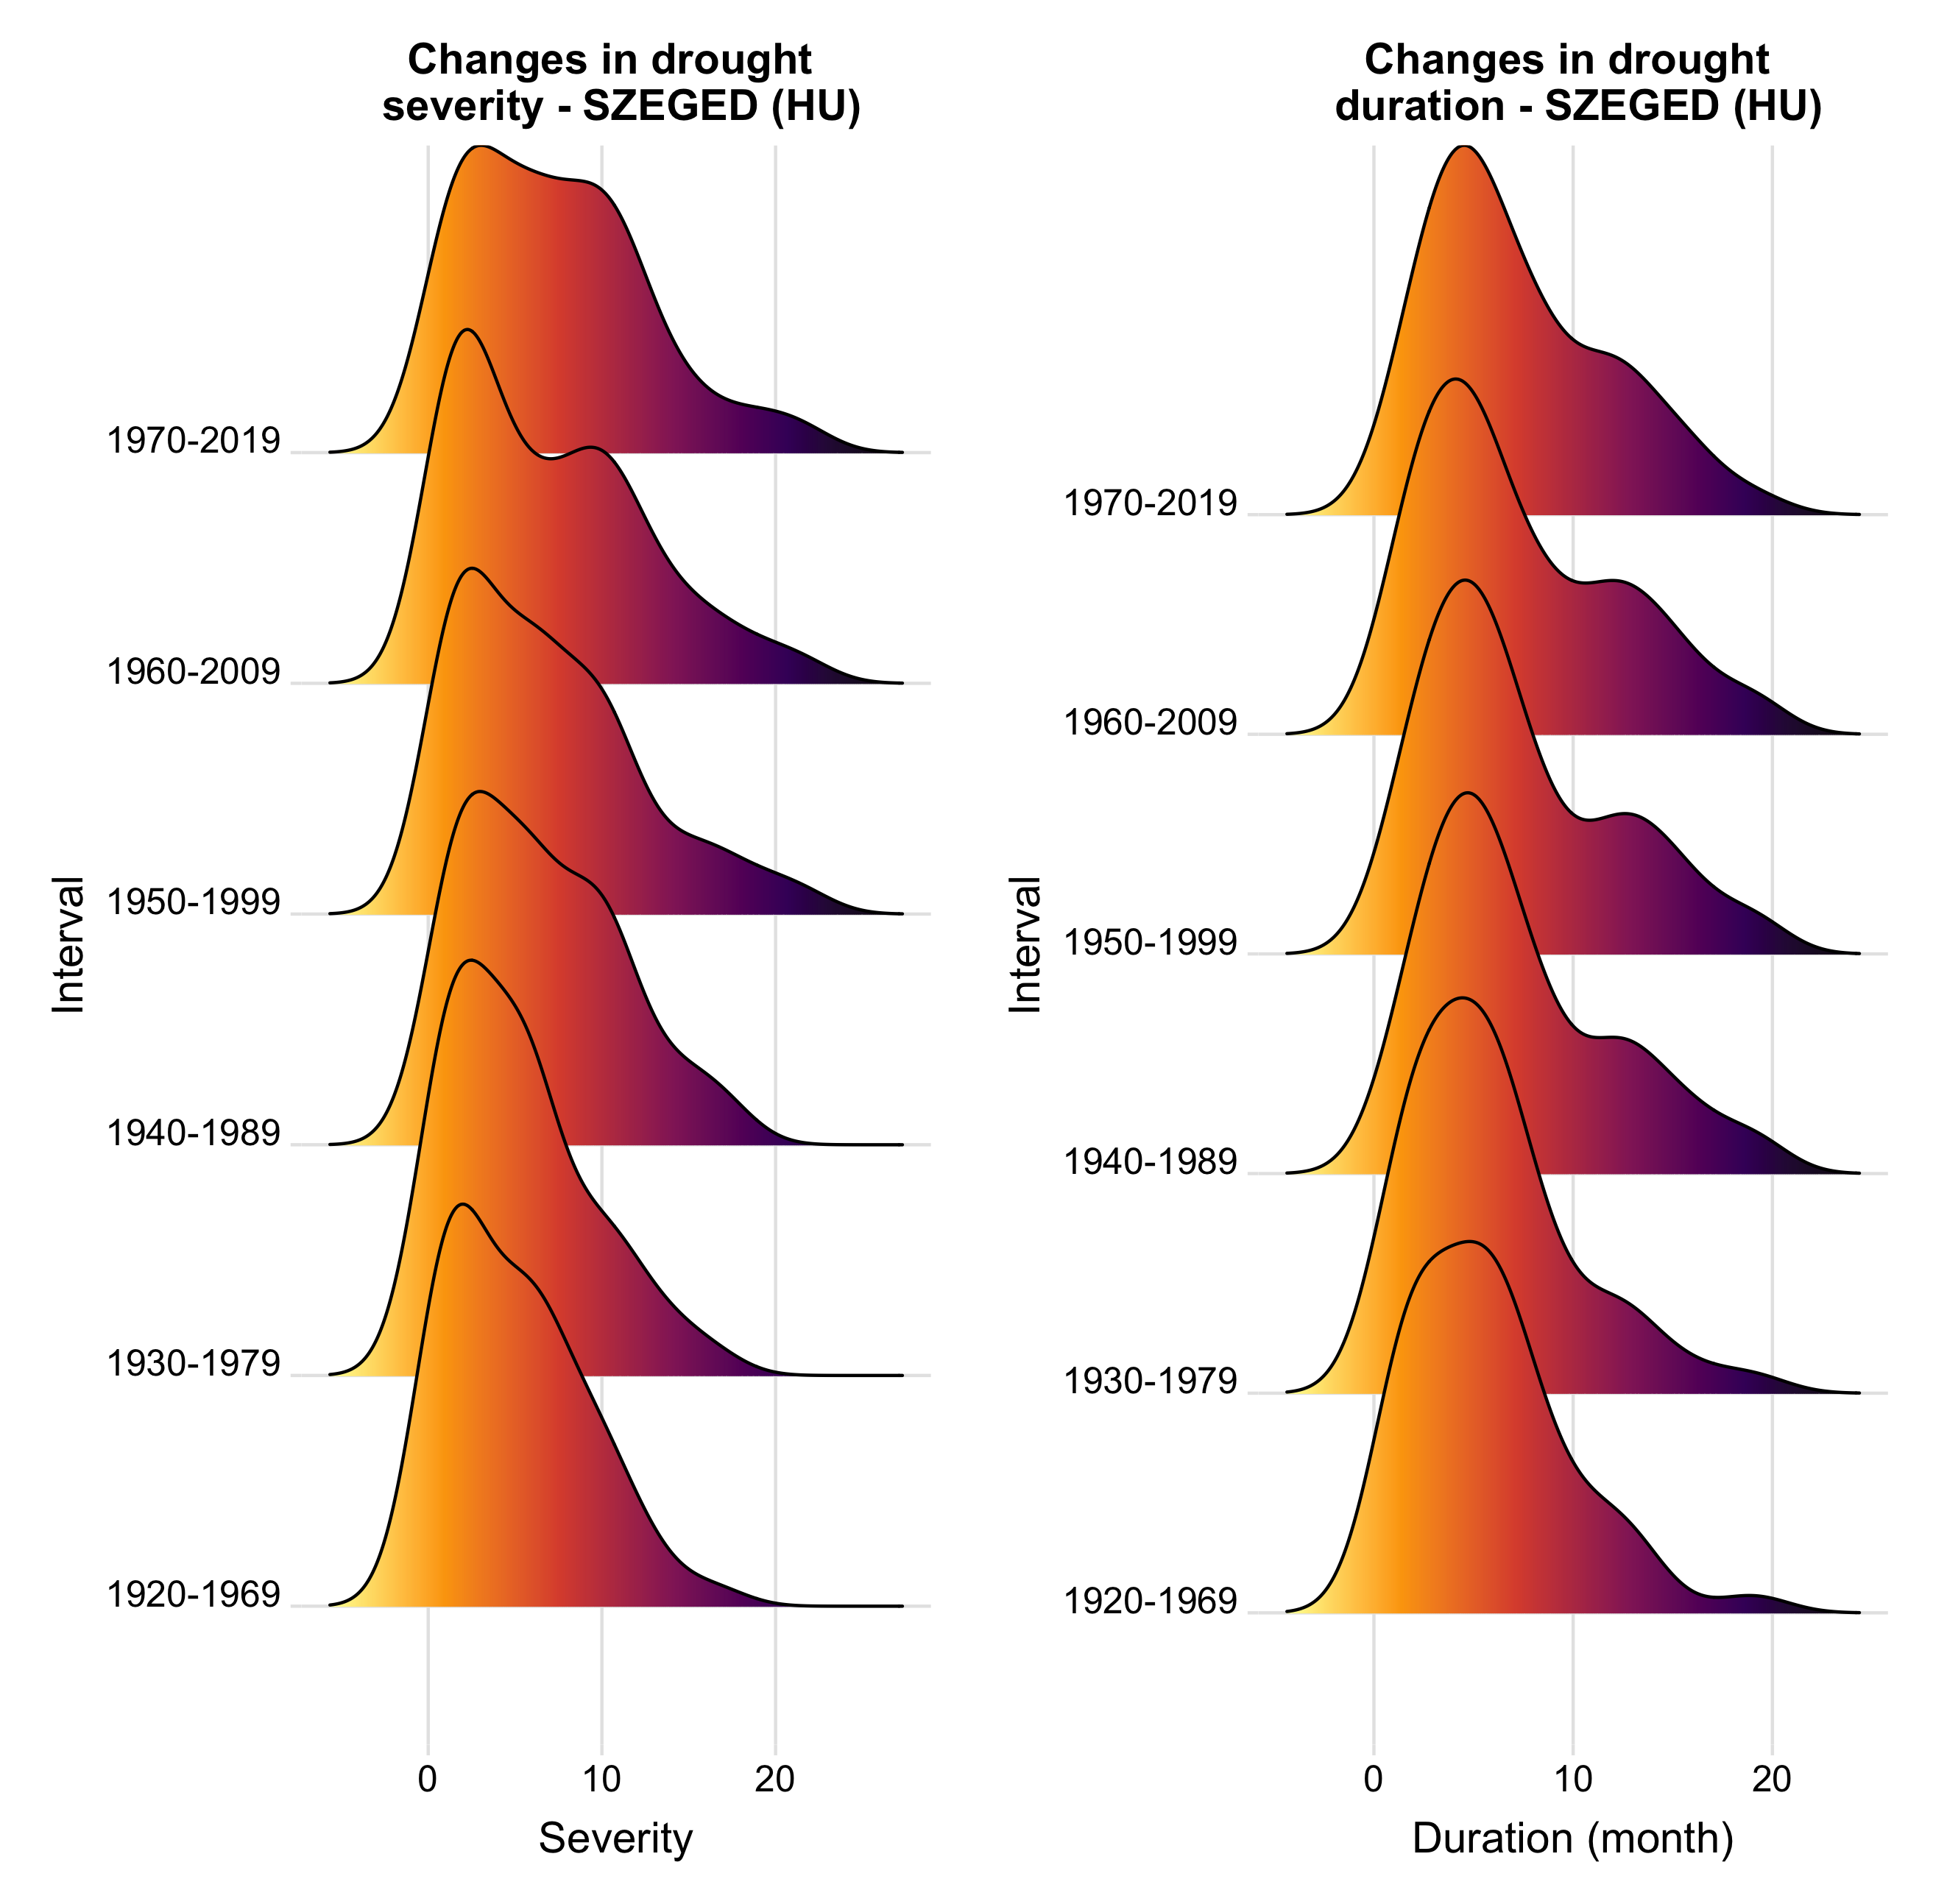 Changes in drought
severity - SZEGED (HU)
1970-2019
1960-2009
1950-1999
1940-1989
1930-1979
1920-1969
Interval
0 10 20
Severity
Changes in drought
duration - SZEGED (HU)
1970-2019
1960-2009
1950-1999
1940-1989
1930-1979
1920-1969
Interval
0 10 20
Duration (month)